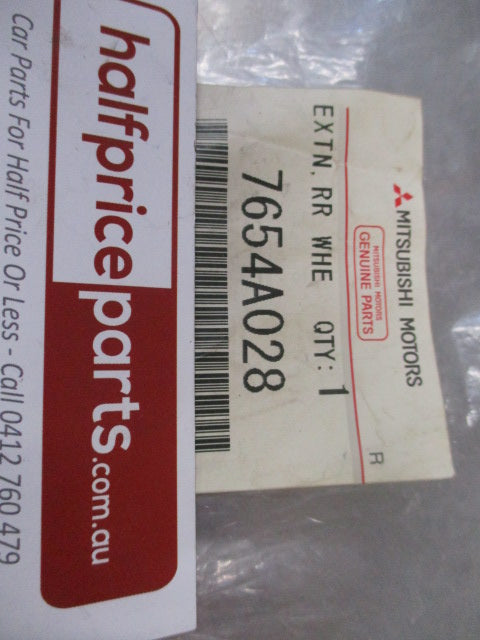 MITSUBISHI MOTORS
MITSUBISHI MOTORS
GENUINE PARTS
R
EXTN, RR WHE QTY: 1
7654A028
halfpriceparts.com.au
Car Parts For Half Price Or Less - Call 0412 760 479